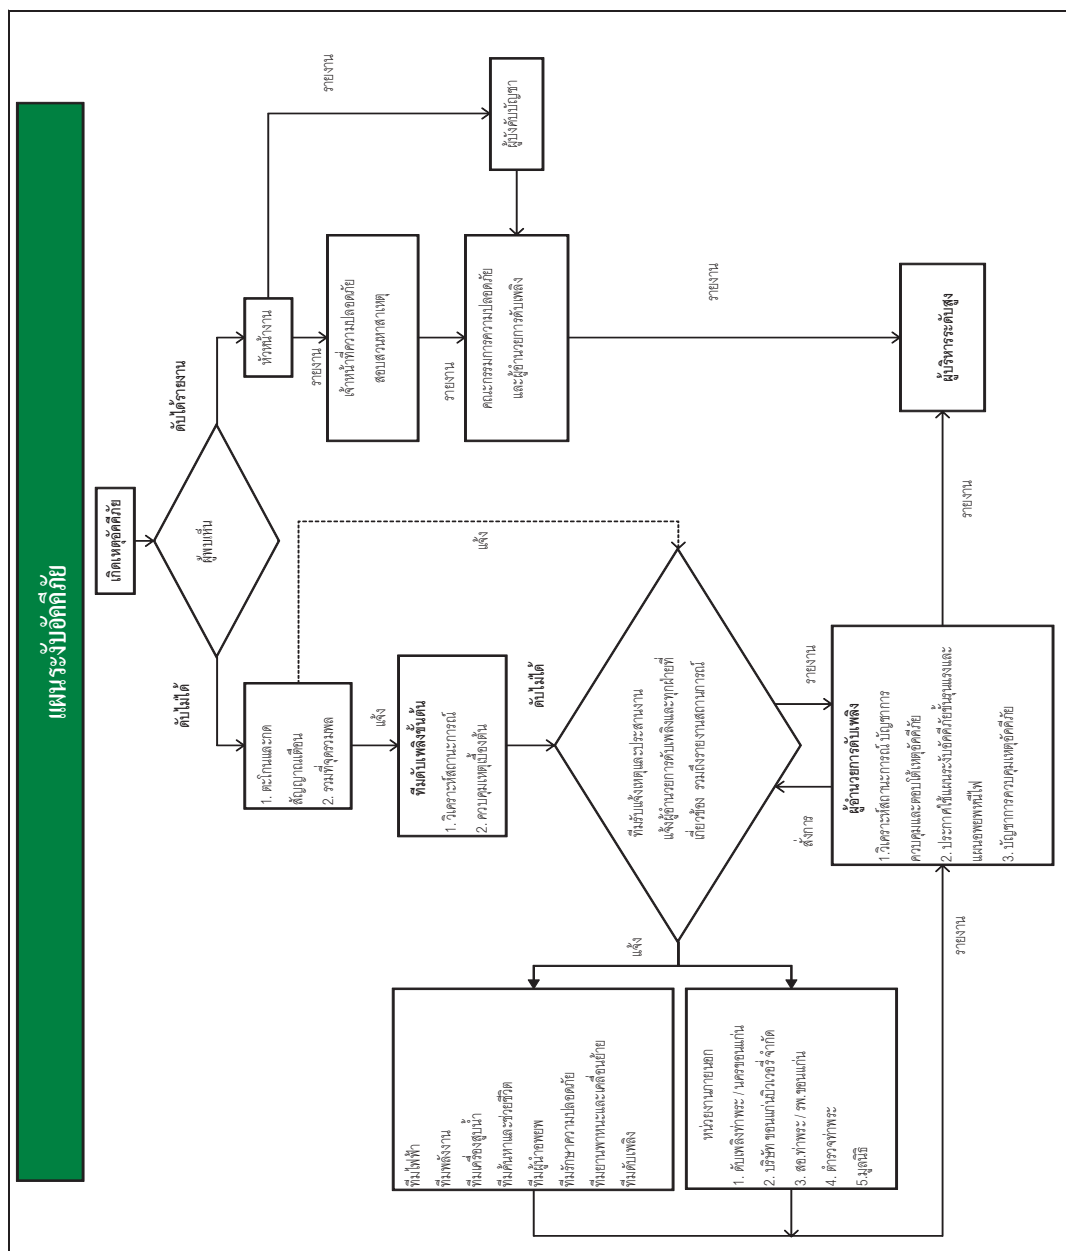 แผนระงับอัคคีภัย
เกิดเหตุอัคคีภัย
ผู้พบเห็น
ดับไม่ได้
ดับได้รายงาน
หัวหน้างาน
รายงาน
ผู้บังคับบัญชา
รายงาน
เจ้าหน้าที่ความปลอดภัย
สอบสวนหาสาเหตุ
รายงาน
คณะกรรมการความปลอดภัย
และผู้อำนวยการดับเพลิง
รายงาน
ผู้บริหารระดับสูง
1. ตะโกนและกด
สัญญาณเตือน
2. รวมที่จุดรวมพล
แจ้ง
แจ้ง
ทีมดับเพลิงขั้นต้น
1. วิเคราะห์สถานะการณ์
2. ควบคุมเหตุเบื้องต้น
ดับไม่ได้
ทีมรับแจ้งเหตุและประสานงาน
แจ้งผู้อำนวยการดับเพลิงและทุกฝ่ายที่
เกี่ยวข้อง รวมถึงรายงานสถานการณ์
แจ้ง
สั่งการ
รายงาน
ผู้อำนวยการดับเพลิง
1.วิเคราะห์สถานะการณ์ บัญชาการ
ควบคุมและตอบโต้เหตุอัคคีภัย
2. ประกาศใช้แผนระงับอัคคีภัยขั้นรุนแรงและ
แผนอพยพหนีไฟ
3. บัญชาการควบคุมเหตุอัคคีภัย
รายงาน
รายงาน
ทีมไฟฟ้า
ทีมพลังงาน
ทีมเครื่องสูบน้ำ
ทีมค้นหาและช่วยชีวิต
ทีมผู้นำอพยพ
ทีมรักษาความปลอดภัย
ทีมยานพาหนะและเคลื่อนย้าย
ทีมดับเพลิง
หน่วยงานภายนอก
1. ดับเพลิงท่าพระ / นครขอนแก่น
2. บริษัท ขอนแก่นบริวเวอรี่ จำกัด
3. สอ.ท่าพระ / รพ.ขอนแก่น
4. ตำรวจท่าพระ
5.มูลนิธิ